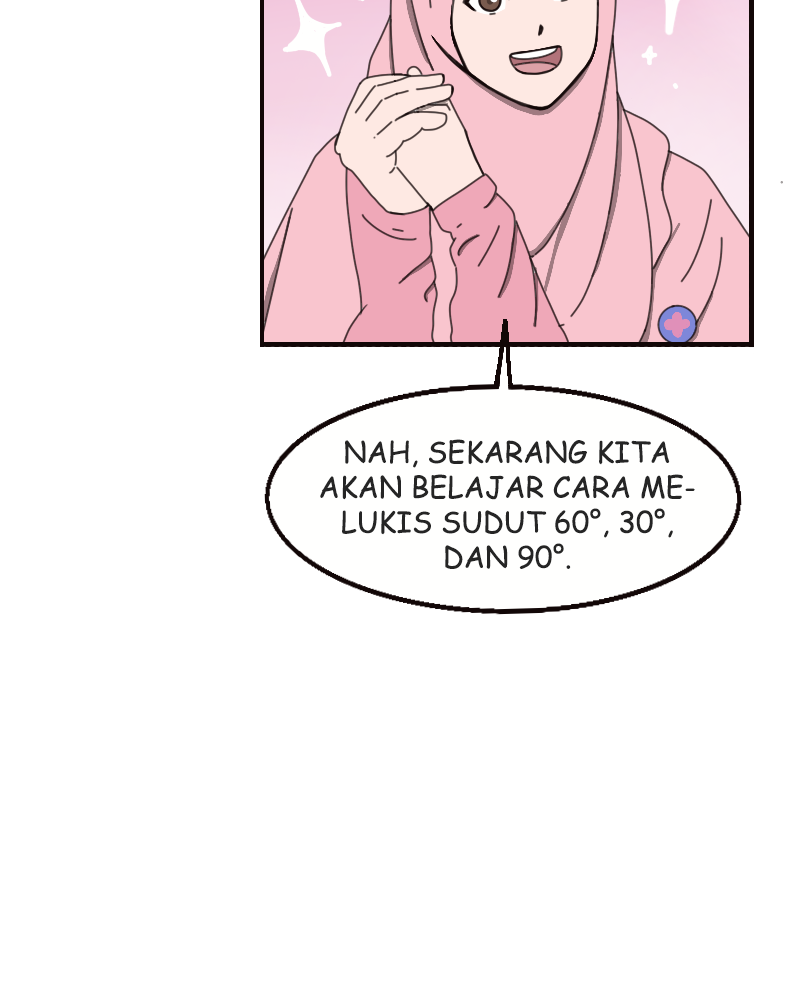 NAH, SEKARANG KITA
AKAN BELAJAR CARA ME-
LUKIS SUDUT 60°, 30°,
DAN 90°.